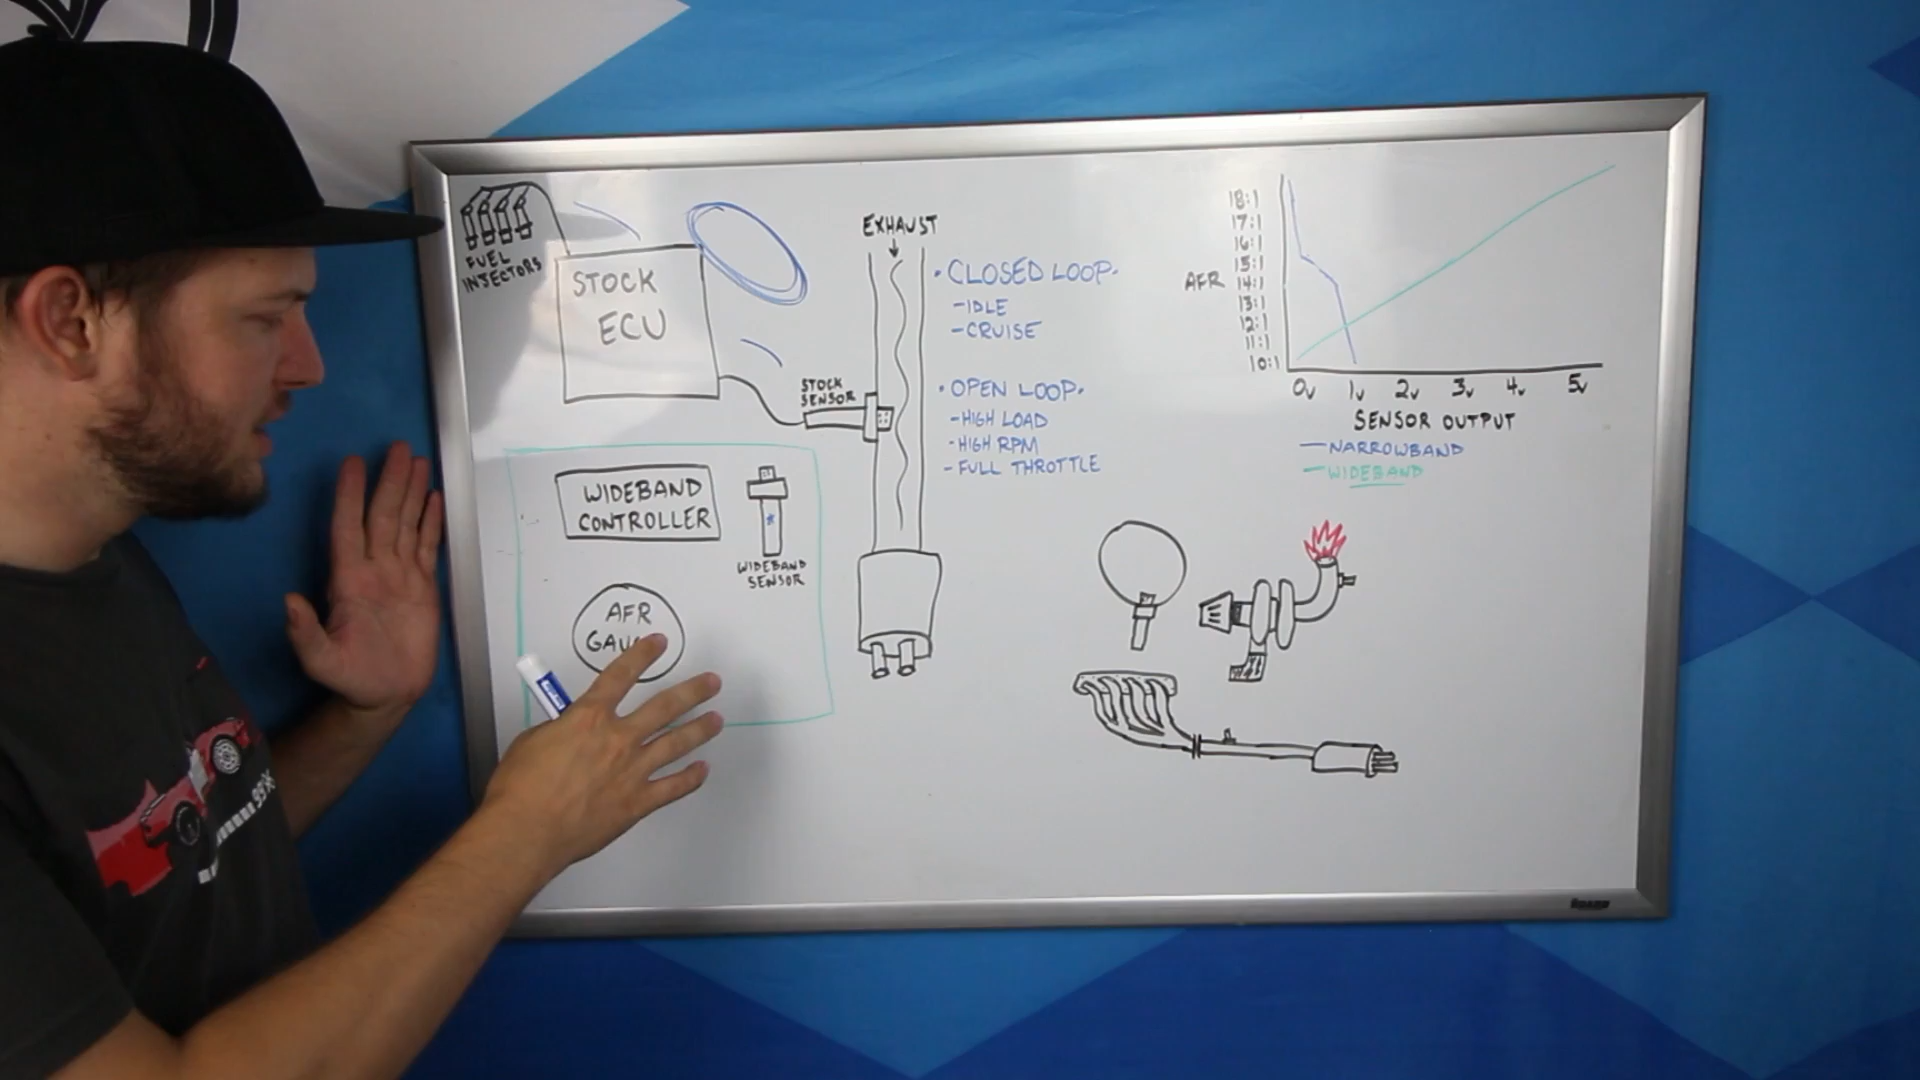 FUEL
INJECTORS
STOCK
ECU
STOCK
SENSOR
EXHAUST
• CLOSED LOOP •
- IDLE
- CRUISE
• OPEN LOOP •
- HIGH LOAD
- HIGH RPM
- FULL THROTTLE
WIDEBAND
CONTROLLER
WIDEBAND
SENSOR
AFR
AFR
18:1
17:1
16:1
15:1
14:1
13:1
12:1
11:1
10:1
0v 1v 2v 3v 4v 5v
SENSOR OUTPUT
— NARROWBAND
— WIDEBAND